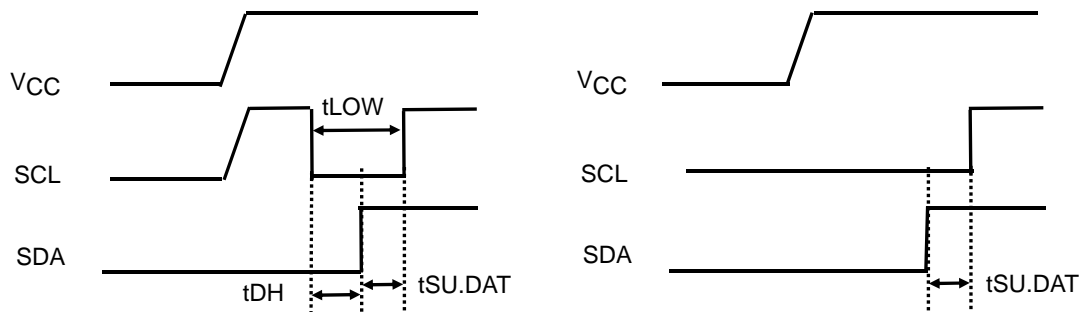 VCC
tLOW
SCL
SDA
tDH
tSU.DAT
VCC
SCL
SDA
tSU.DAT